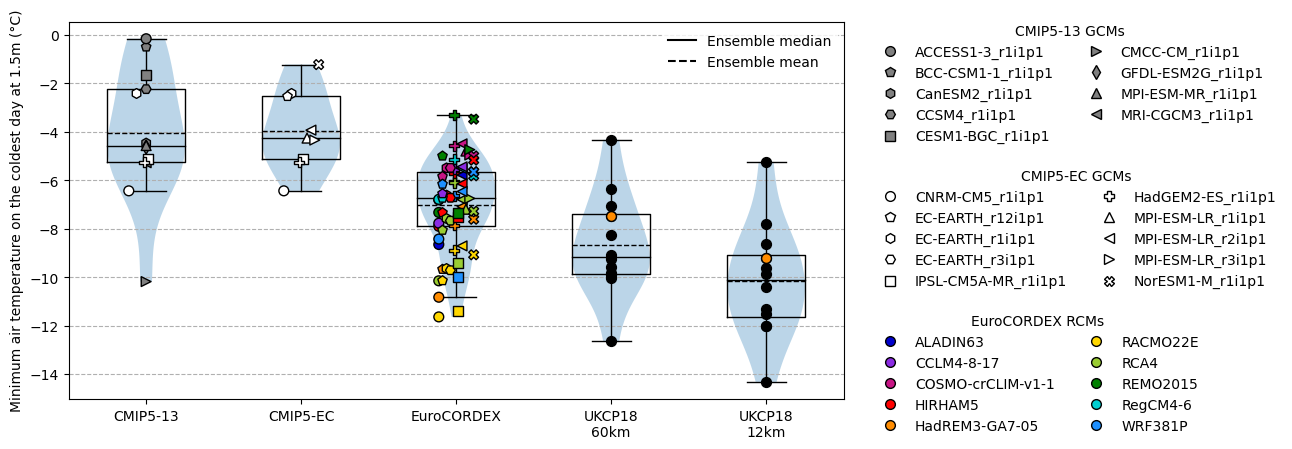 Minimum air temperature on the coldest day at 1.5m (°C)
0
−2
−4
−6
−8
−10
−12
−14
Ensemble median
Ensemble mean
CMIP5-13
CMIP5-EC
EuroCORDEX
UKCP18
60km
UKCP18
12km
CMIP5-13 GCMs
ACCESS1-3_r1i1p1
BCC-CSM1-1_r1i1p1
CanESM2_r1i1p1
CCSM4_r1i1p1
CESM1-BGC_r1i1p1
CMCC-CM_r1i1p1
GFDL-ESM2G_r1i1p1
MPI-ESM-MR_r1i1p1
MRI-CGCM3_r1i1p1
CMIP5-EC GCMs
CNRM-CM5_r1i1p1
EC-EARTH_r12i1p1
EC-EARTH_r1i1p1
EC-EARTH_r3i1p1
IPSL-CM5A-MR_r1i1p1
HadGEM2-ES_r1i1p1
MPI-ESM-LR_r1i1p1
MPI-ESM-LR_r2i1p1
MPI-ESM-LR_r3i1p1
NorESM1-M_r1i1p1
EuroCORDEX RCMs
ALADIN63
CCLM4-8-17
COSMO-crCLIM-v1-1
HIRHAM5
HadREM3-GA7-05
RACMO22E
RCA4
REMO2015
RegCM4-6
WRF381P